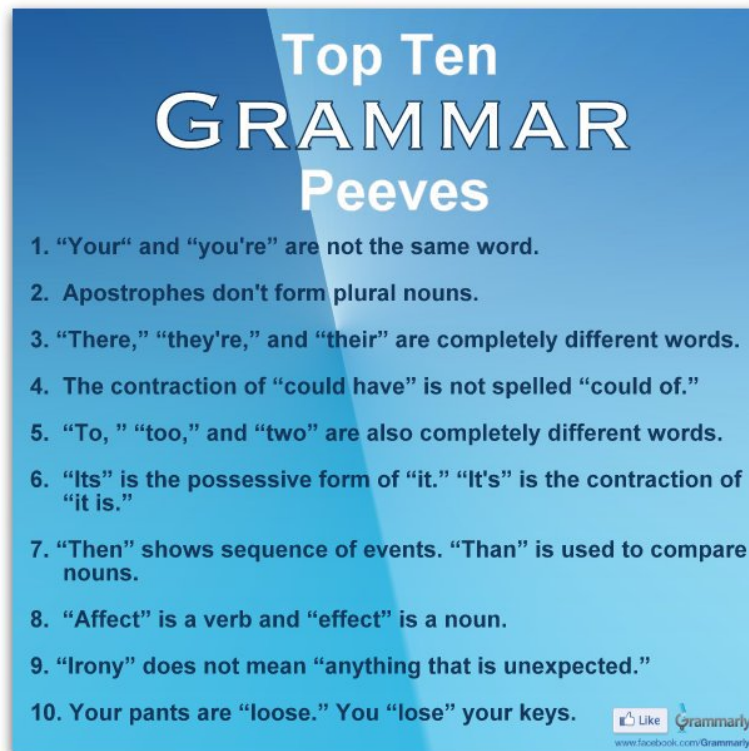 Top Ten
GRAMMAR
Peeves
1. “Your“ and “you're” are not the same word.
2. Apostrophes don't form plural nouns.
3. “There,” “they're,” and “their” are completely different words.
4. The contraction of “could have” is not spelled “could of.”
5. “To, ” “too,” and “two” are also completely different words.
6. “Its” is the possessive form of “it.” “It's” is the contraction of
“it is.”
7. “Then” shows sequence of events. “Than” is used to compare
nouns.
8. “Affect” is a verb and “effect” is a noun.
9. “Irony” does not mean “anything that is unexpected.”
10. Your pants are “loose.” You “lose” your keys.
Like Grammarly
www.facebook.com/Grammarly